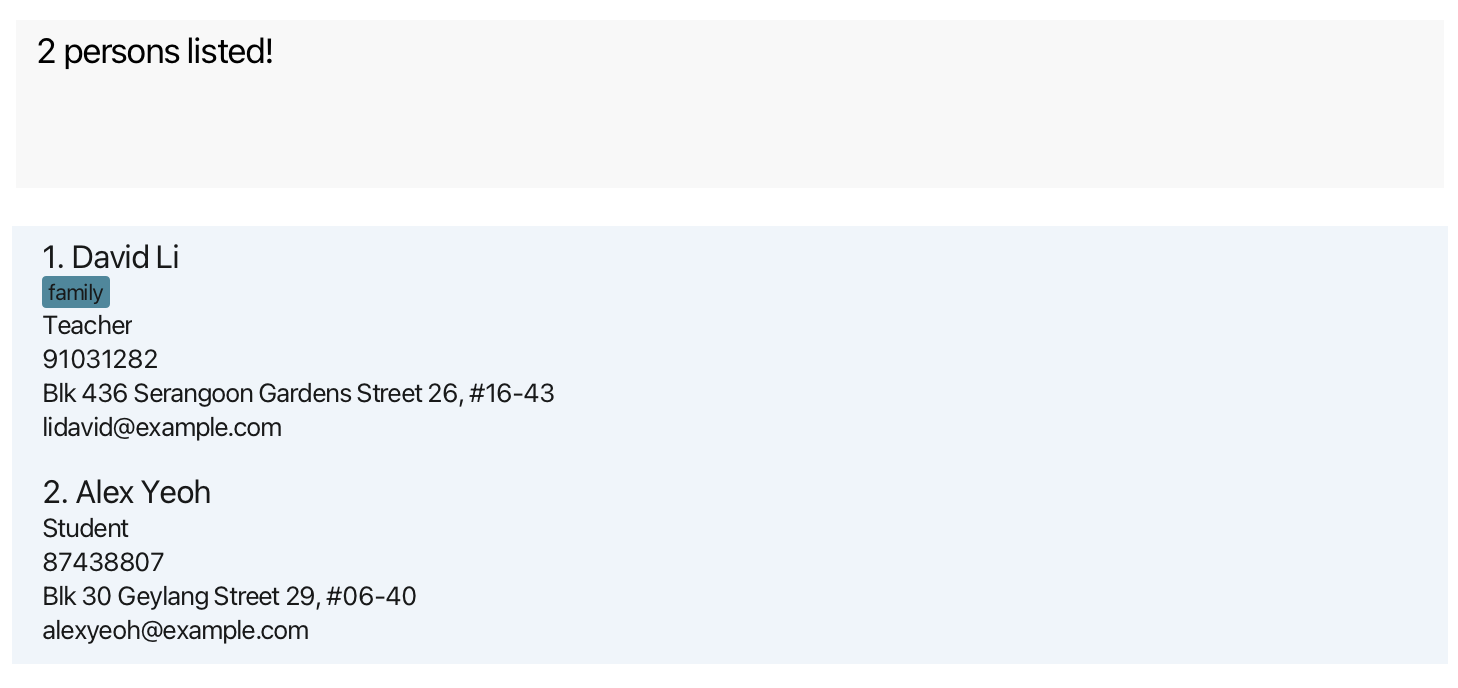 2 persons listed!
1. David Li
family
Teacher
91031282
Blk 436 Serangoon Gardens Street 26, #16-43
lidavid@example.com
2. Alex Yeoh
Student
87438807
Blk 30 Geylang Street 29, #06-40
alexyeoh@example.com